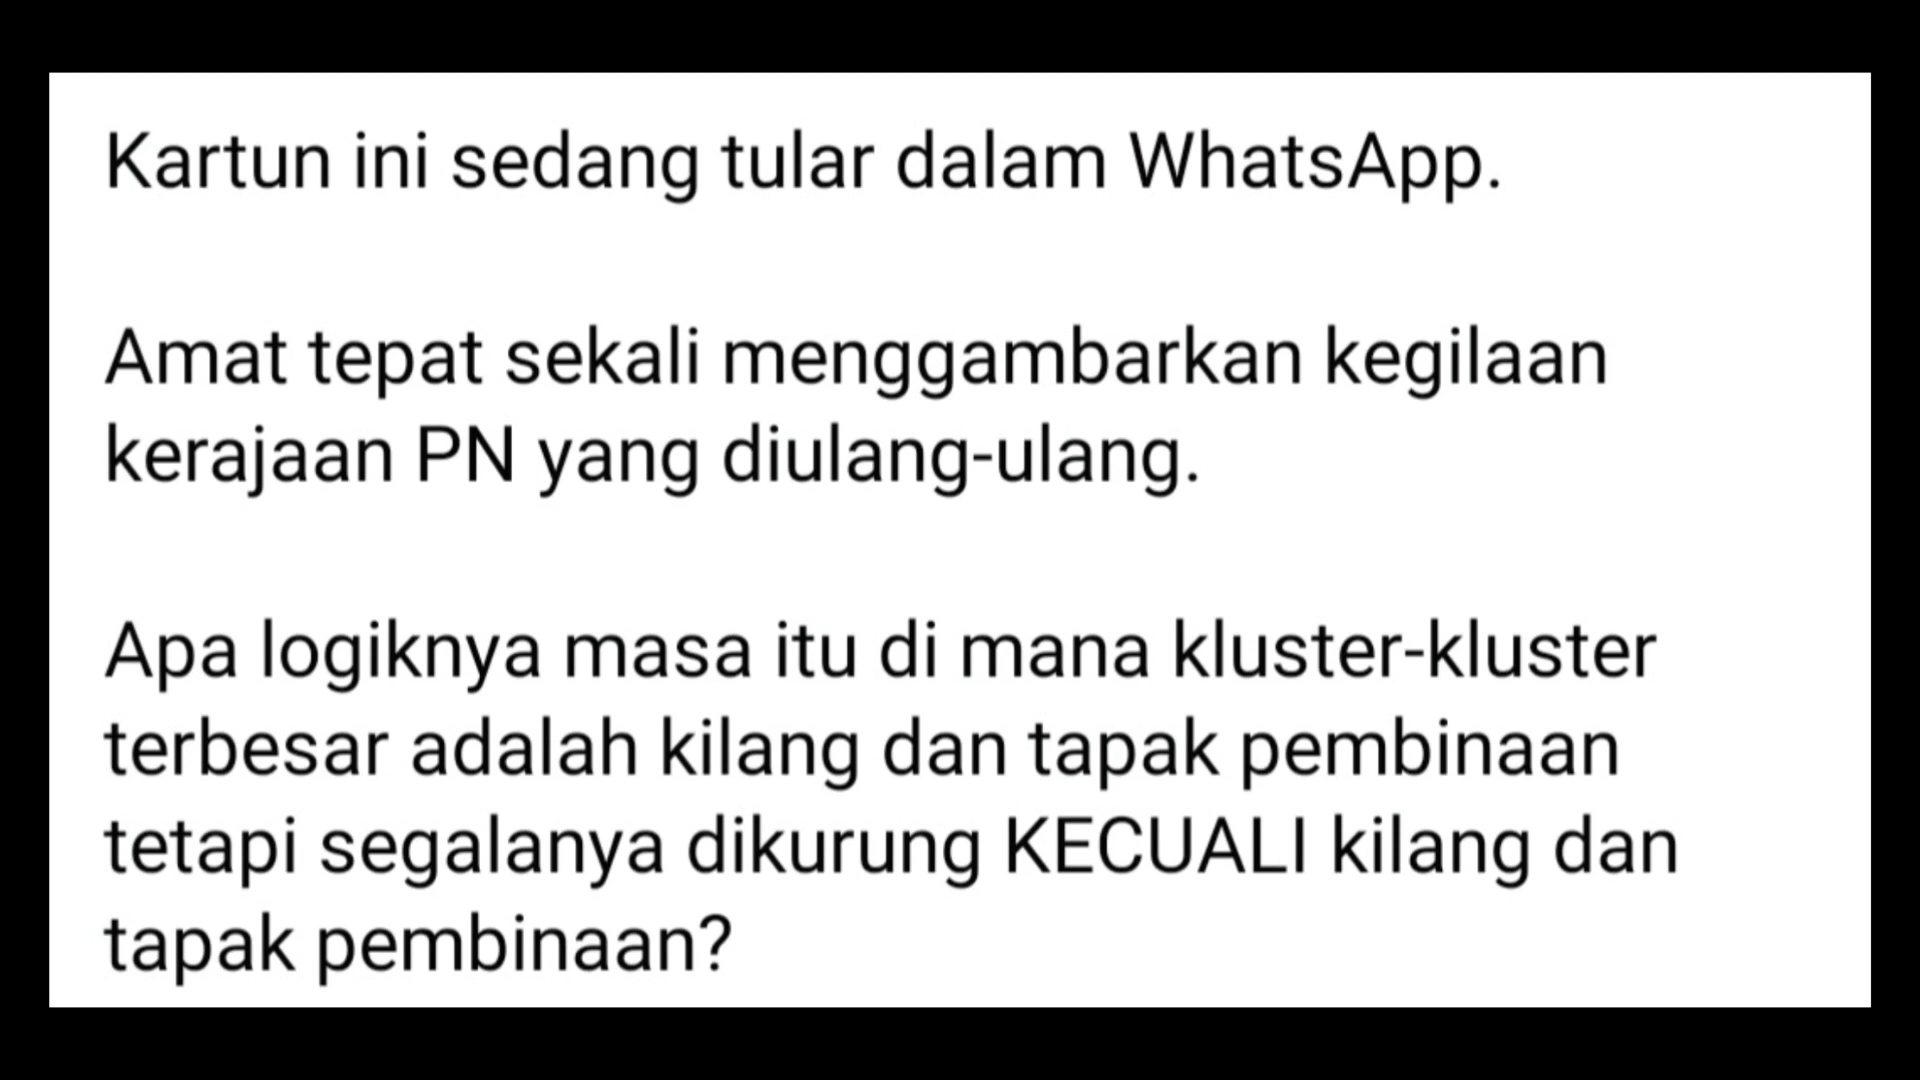 Kartun ini sedang tular dalam WhatsApp.
Amat tepat sekali menggambarkan kegilaan
kerajaan PN yang diulang-ulang.
Apa logiknya masa itu di mana kluster-kluster
terbesar adalah kilang dan tapak pembinaan
tetapi segalanya dikurung KECUALI kilang dan
tapak pembinaan?